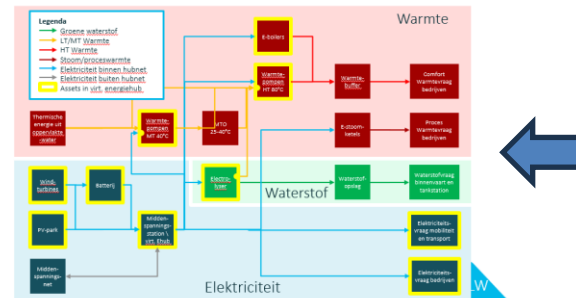 Warmte
Legenda
Groene waterstof
LT/MT Warmte
HT Warmte
Stoom/proceswarmte
Elektriciteit binnen hubnet
Elektriciteit buiten hubnet
Assets in virt. energiehub
E-boilers
Warmte-
pompen
HT 80°C
Warmte-
buffer
Comfort
Warmtevraag
bedrijven
Thermische
energie uit
oppervlakte
-water
Warmte-
pompen
MT 40°C
MTO
25-40°C
E-stoom-
ketels
Proces
Warmtevraag
bedrijven
Wind-
turbines
Batterij
Electro-
lyser
Waterstof-
opslag
Waterstofvraag
binnenvaart en
tankstation
Waterstof
PV-park
Midden-
spannings-
station \
virt. Ehub
Elektriciteits-
vraag mobiliteit
en transport
Midden-
spannings-
net
Elektriciteits-
vraag bedrijven
Elektriciteit
LW